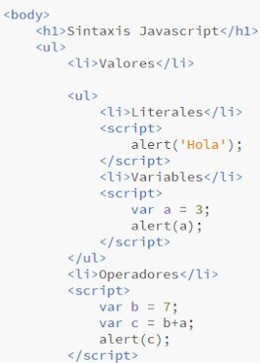 <body>
<h1>Sintaxis Javascript</h1>
<ul>
<li>Valores</li>
<ul>
<li>Literales</li>
<script>
alert('Hola');
</script>
<li>Variables</li>
<script>
var a = 3;
alert(a);
</script>
</ul>
<li>Operadores</li>
<script>
var b = 7;
var c = b+a;
alert(c);
</script>